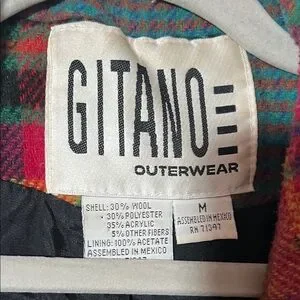 GITANO
OUTERWEAR
SHELL: 30% WOOL
30% POLYESTER
35% ACRYLIC
5% OTHER FIBERS
LINING: 100% ACETATE
ASSEMBLED IN MEXICO
M
ASSEMBLED IN MEXICO
RN 71347